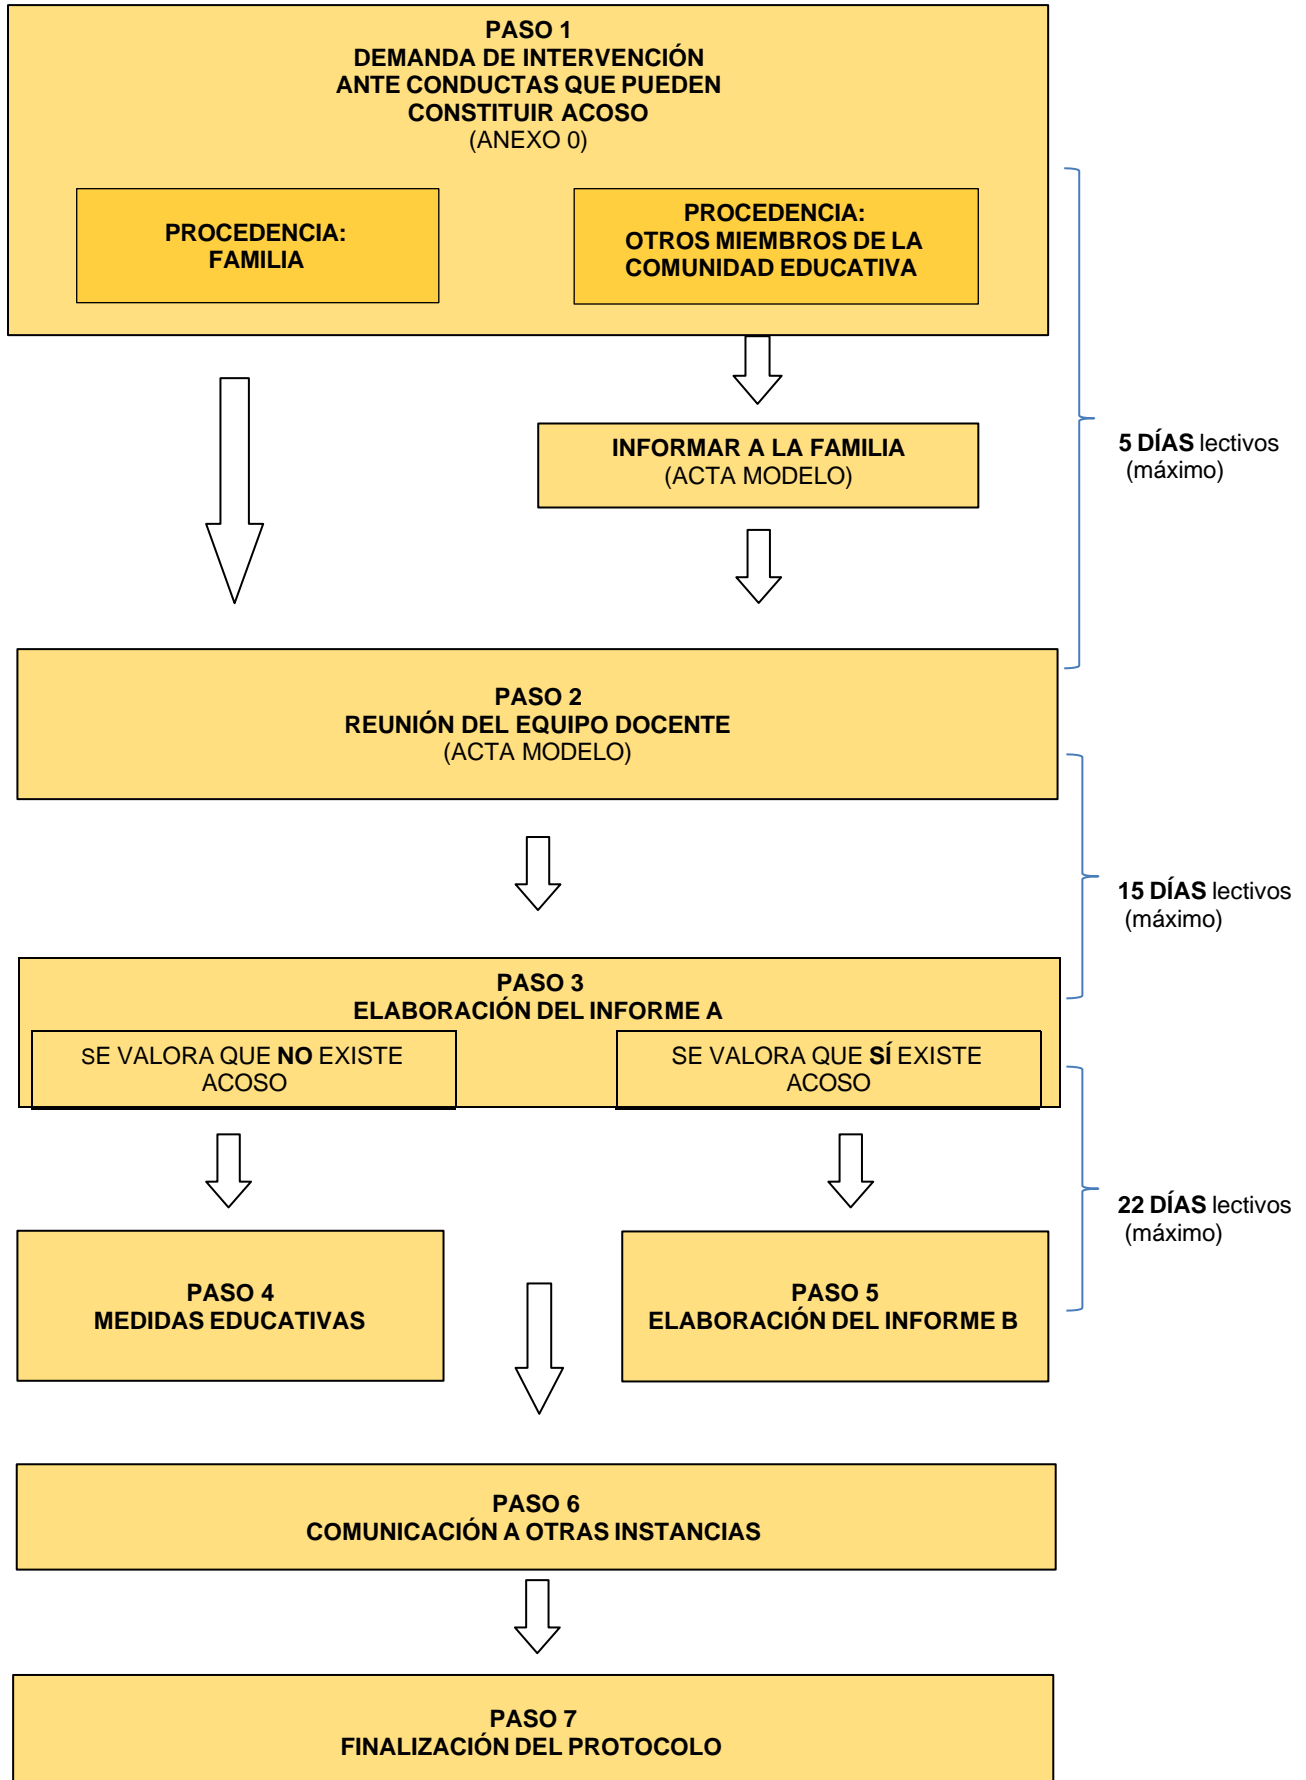 PASO 1
DEMANDA DE INTERVENCIÓN
ANTE CONDUCTAS QUE PUEDEN
CONSTITUIR ACOSO
(ANEXO 0)
PROCEDENCIA:
FAMILIA
PROCEDENCIA:
OTROS MIEMBROS DE LA
COMUNIDAD EDUCATIVA
INFORMAR A LA FAMILIA
(ACTA MODELO)
5 DÍAS lectivos
(máximo)
PASO 2
REUNIÓN DEL EQUIPO DOCENTE
(ACTA MODELO)
15 DÍAS lectivos
(máximo)
PASO 3
ELABORACIÓN DEL INFORME A
SE VALORA QUE NO EXISTE
ACOSO
SE VALORA QUE SÍ EXISTE
ACOSO
22 DÍAS lectivos
(máximo)
PASO 4
MEDIDAS EDUCATIVAS
PASO 5
ELABORACIÓN DEL INFORME B
PASO 6
COMUNICACIÓN A OTRAS INSTANCIAS
PASO 7
FINALIZACIÓN DEL PROTOCOLO